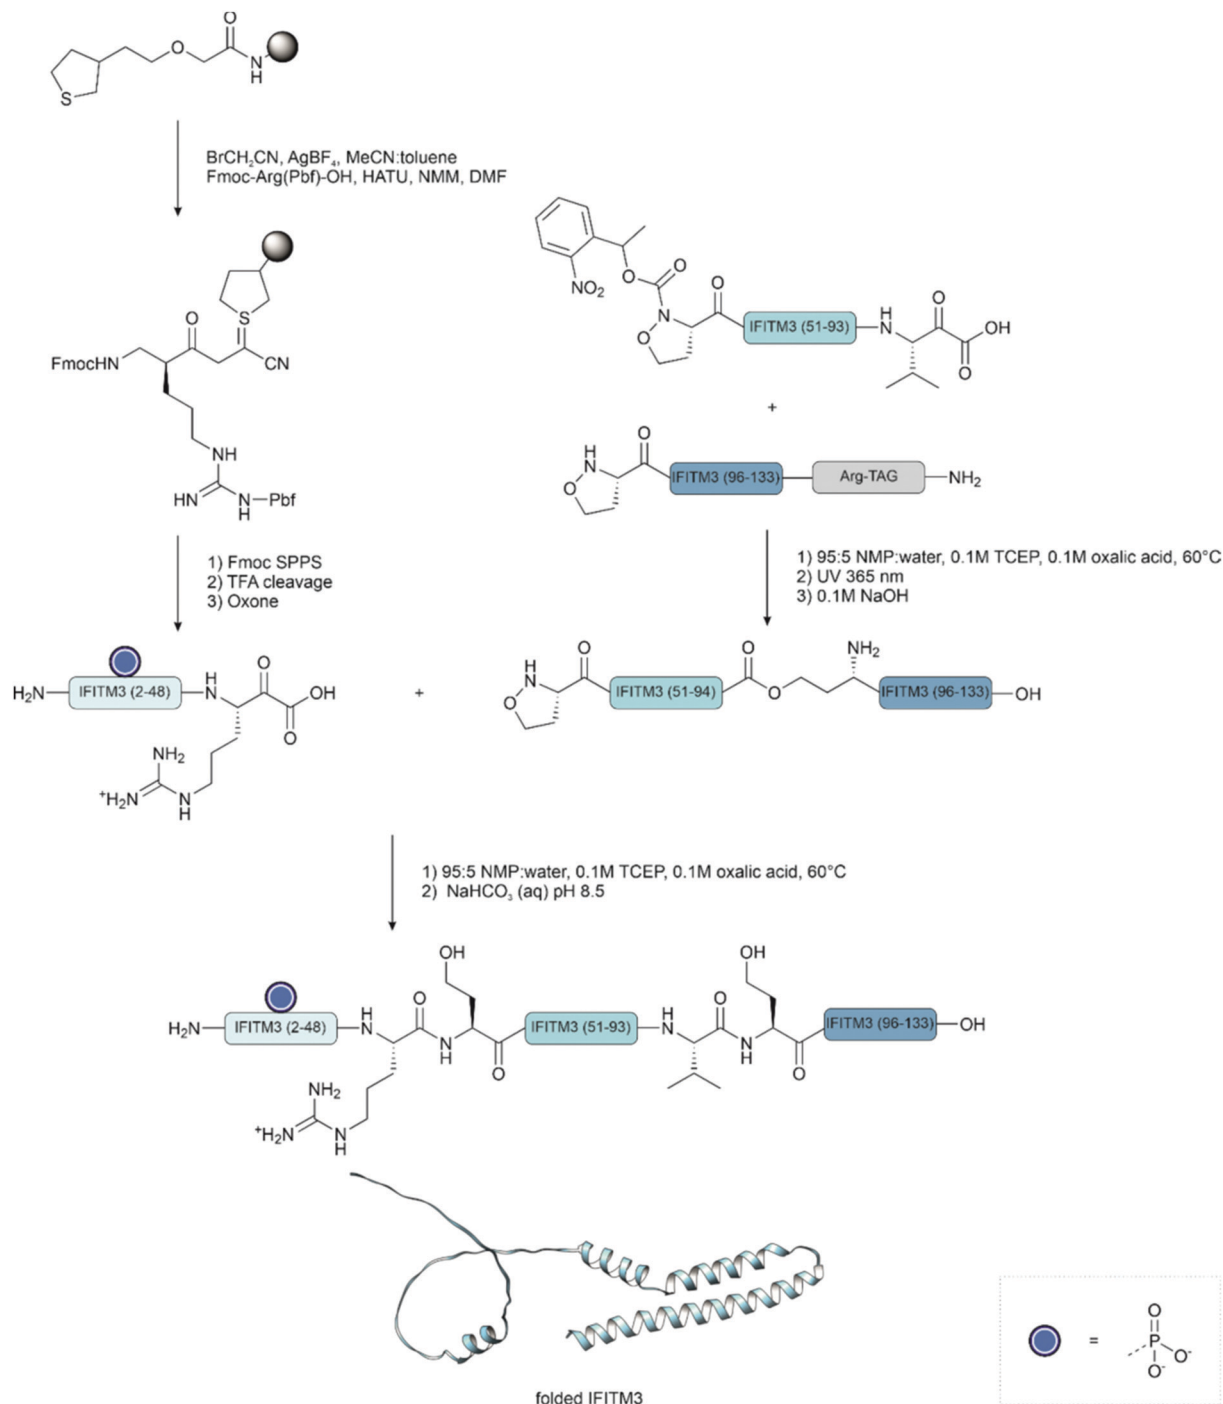 O
O
N
H
S
BrCH₂CN, AgBF₄, MeCN:toluene
Fmoc-Arg(Pbf)-OH, HATU, NMM, DMF
S
O
FmocHN
CN
NH
HN
N
H
Pbf
NO₂
O
O
N
O
O
IFITM3 (51-93)
H
N
O
OH
O
+
H
N
O
O
IFITM3 (96-133)
Arg-TAG
NH₂
1) Fmoc SPPS
2) TFA cleavage
3) Oxone
1) 95:5 NMP:water, 0.1M TCEP, 0.1M oxalic acid, 60°C
2) UV 365 nm
3) 0.1M NaOH
H₂N
IFITM3 (2-48)
H
N
O
OH
O
NH₂
⁺H₂N
N
H
+
H
N
O
O
IFITM3 (51-94)
O
O
NH₂
IFITM3 (96-133)
OH
1) 95:5 NMP:water, 0.1M TCEP, 0.1M oxalic acid, 60°C
2) NaHCO₃ (aq) pH 8.5
H₂N
IFITM3 (2-48)
H
N
O
N
H
OH
O
IFITM3 (51-93)
H
N
O
N
H
OH
O
IFITM3 (96-133)
OH
NH₂
⁺H₂N
N
H
folded IFITM3
=
O
P
O⁻
O⁻